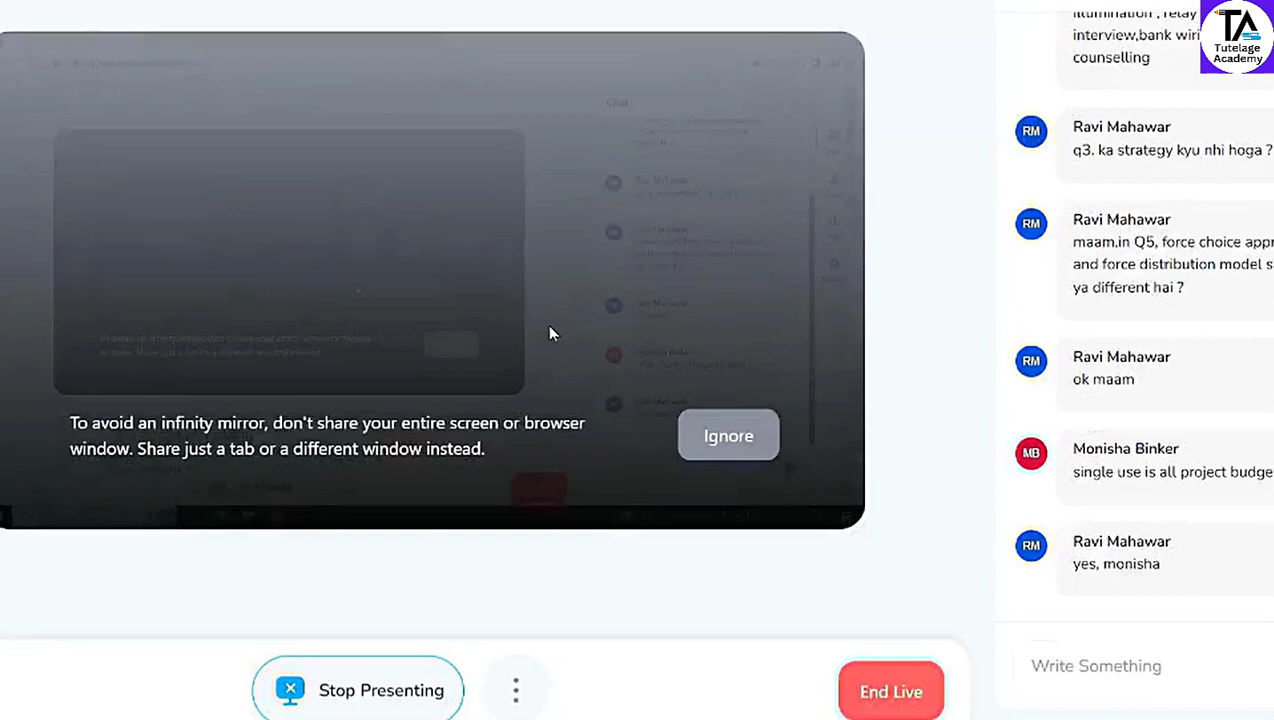 To avoid an infinity mirror, don't share your entire screen or browser
window. Share just a tab or a different window instead.
Ignore
Stop Presenting
End Live
illumination , relay
interview,bank wiri
counselling
RM
Ravi Mahawar
q3. ka strategy kyu nhi hoga ?
RM
Ravi Mahawar
maam,in Q5, force choice appr
and force distribution model s
ya different hai ?
RM
Ravi Mahawar
ok maam
MB
Monisha Binker
single use is all project budge
RM
Ravi Mahawar
yes, monisha
Write Something
TA
Tutelage
Academy